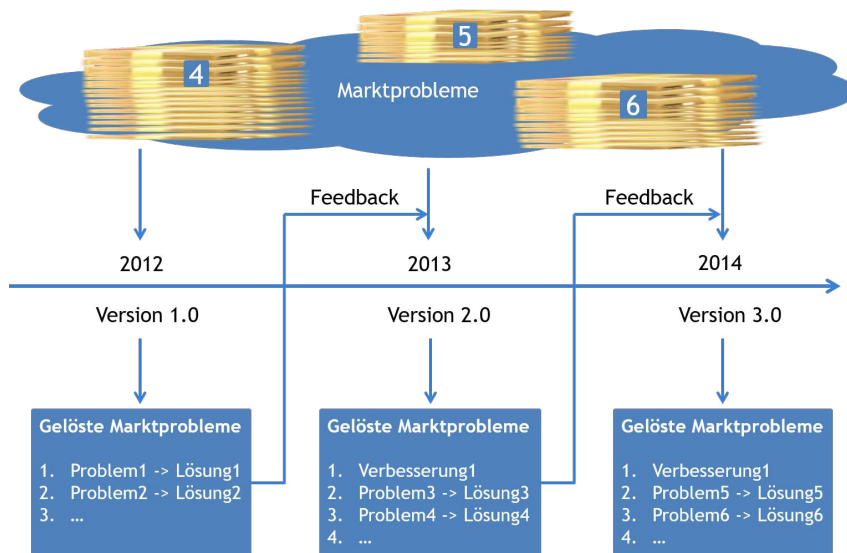 5
4
Marktprobleme
6
Feedback
Feedback
2012
2013
2014
Version 1.0
Version 2.0
Version 3.0
Gelöste Marktprobleme
1. Problem1 -> Lösung1
2. Problem2 -> Lösung2
3. …
Gelöste Marktprobleme
1. Verbesserung1
2. Problem3 -> Lösung3
3. Problem4 -> Lösung4
4. …
Gelöste Marktprobleme
1. Verbesserung1
2. Problem5 -> Lösung5
3. Problem6 -> Lösung6
4. …